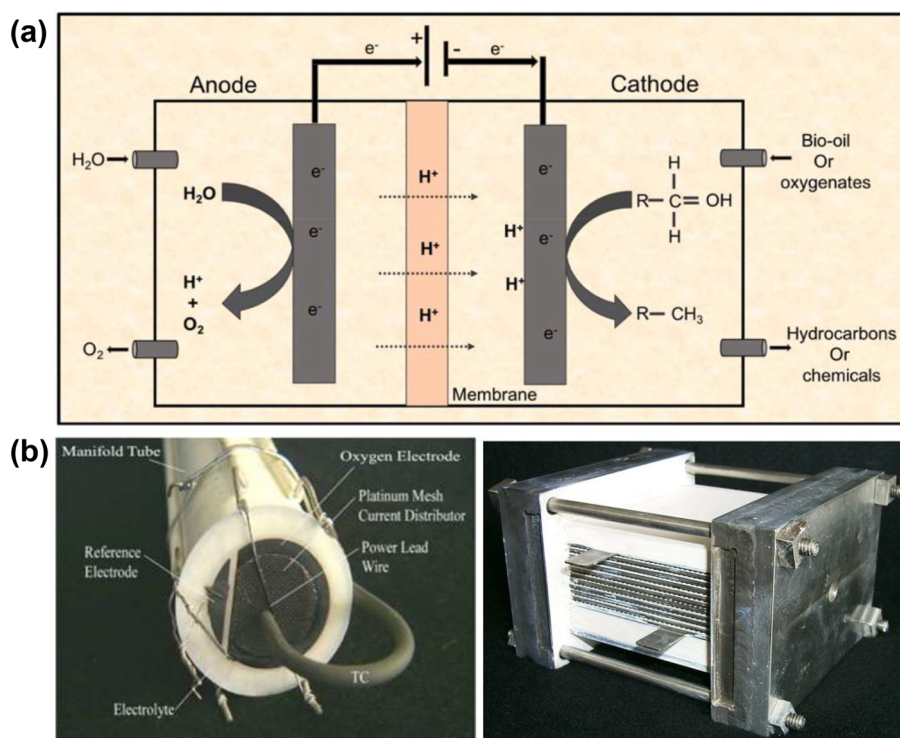 (a)
e-
+
-
e-
Anode
Cathode
H2O
H2O
H+
+
O2
O2
e-
e-
e-
H+
H+
H+
Membrane
H+
H+
e-
e-
e-
H
R
C
OH
H
R
CH3
Bio-oil
Or
oxygenates
Hydrocarbons
Or
chemicals
(b)
Manifold Tube
Oxygen Electrode
Platinum Mesh
Current Distributor
Reference
Electrode
Power Lead
Wire
TC
Electrolyte